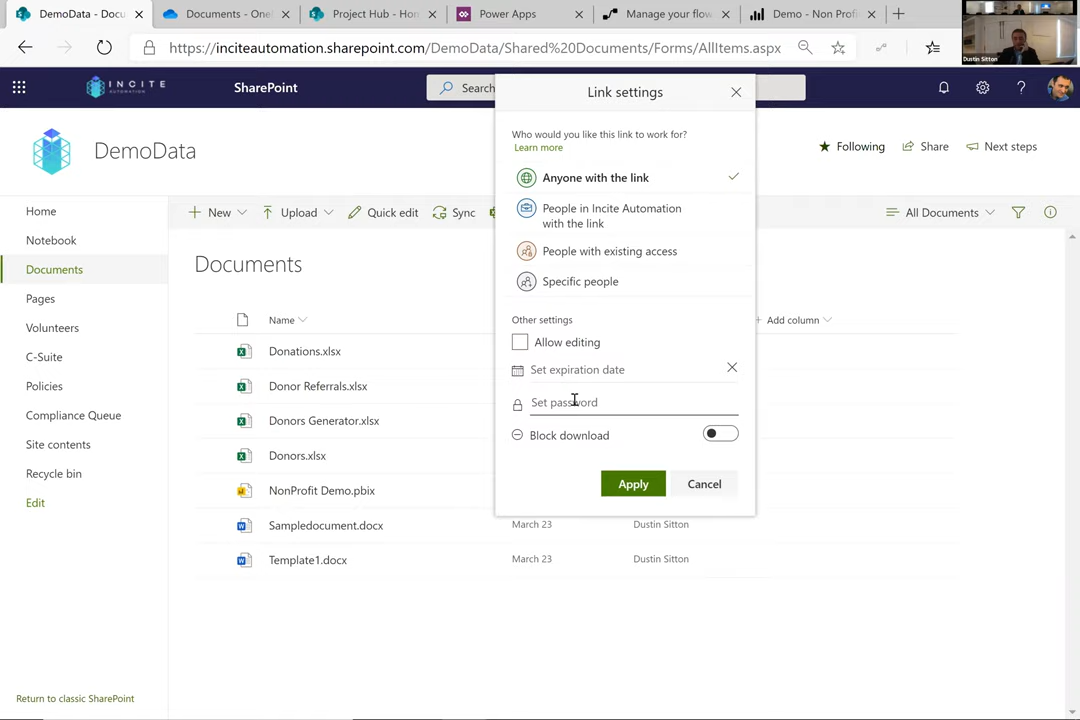 DemoData - Docu
Documents - One
Project Hub - Hon
Power Apps
Manage your flow
Demo - Non Profi
https://inciteautomation.sharepoint.com/DemoData/Shared%20Documents/Forms/AllItems.aspx
Dustin Sitton
INCITE
AUTOMATION
SharePoint
Search
DemoData
Following
Share
Next steps
Home
Notebook
Documents
Pages
Volunteers
C-Suite
Policies
Compliance Queue
Site contents
Recycle bin
Edit
Return to classic SharePoint
New
Upload
Quick edit
Sync
All Documents
Documents
Name
Add column
Donations.xlsx
Donor Referrals.xlsx
Donors Generator.xlsx
Donors.xlsx
NonProfit Demo.pbix
Sampledocument.docx March 23 Dustin Sitton
Template1.docx March 23 Dustin Sitton
Link settings
Who would you like this link to work for?
Learn more
Anyone with the link
People in Incite Automation
with the link
People with existing access
Specific people
Other settings
Allow editing
Set expiration date
Set password
Block download
Apply
Cancel